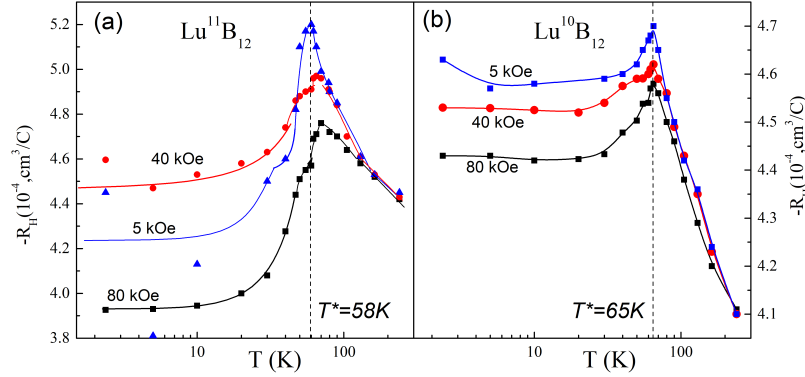 (a) Lu¹¹B₁₂
(b) Lu¹⁰B₁₂
5.2
5.0
4.8
4.6
4.4
4.2
4.0
3.8
-R_H(10⁻⁴,cm³/C)
40 kOe
5 kOe
80 kOe
T*=58K
10
100
T (K)
5 kOe
40 kOe
80 kOe
T*=65K
10
100
T (K)
4.7
4.6
4.5
4.4
4.3
4.2
4.1
(10⁻⁴,cm³/C)